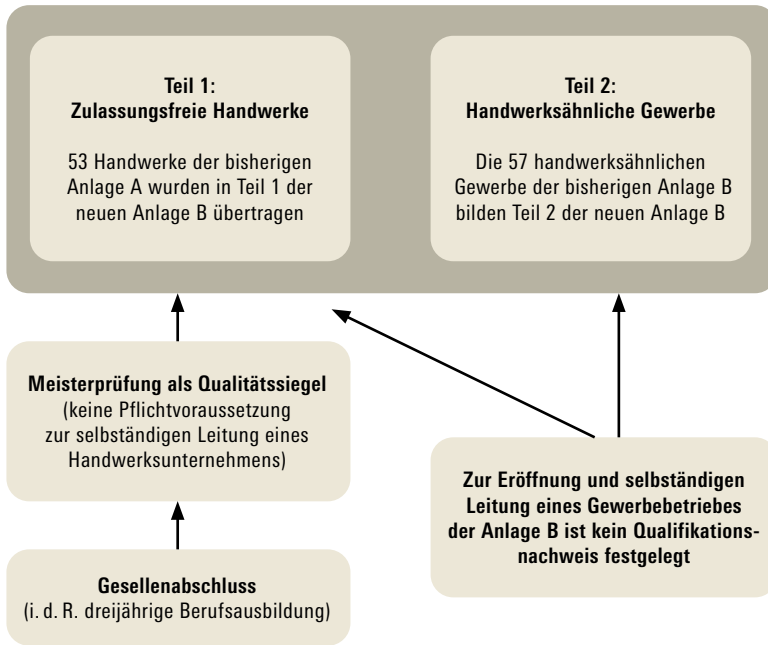 Teil 1:
Zulassungsfreie Handwerke
53 Handwerke der bisherigen
Anlage A wurden in Teil 1 der
neuen Anlage B übertragen
Teil 2:
Handwerksähnliche Gewerbe
Die 57 handwerksähnlichen
Gewerbe der bisherigen Anlage B
bilden Teil 2 der neuen Anlage B
Meisterprüfung als Qualitätssiegel
(keine Pflichtvoraussetzung
zur selbständigen Leitung eines
Handwerksunternehmens)
Zur Eröffnung und selbständigen
Leitung eines Gewerbebetriebes
der Anlage B ist kein Qualifikations-
nachweis festgelegt
Gesellenabschluss
(i. d. R. dreijährige Berufsausbildung)